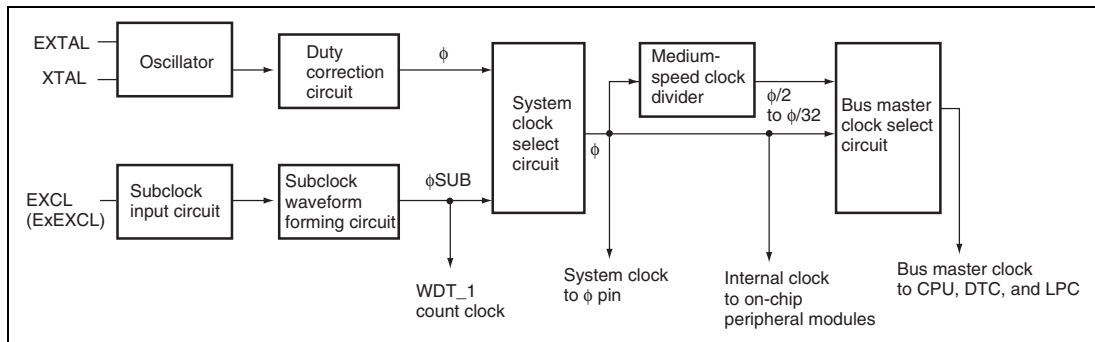 EXTAL
XTAL
Oscillator
Duty
correction
circuit
ϕ
System
clock
select
circuit
ϕ
Medium-
speed clock
divider
ϕ/2
to ϕ/32
Bus master
clock select
circuit
EXCL
(ExEXCL)
Subclock
input circuit
Subclock
waveform
forming circuit
ϕSUB
WDT_1
count clock
System clock
to ϕ pin
Internal clock
to on-chip
peripheral modules
Bus master clock
to CPU, DTC, and LPC